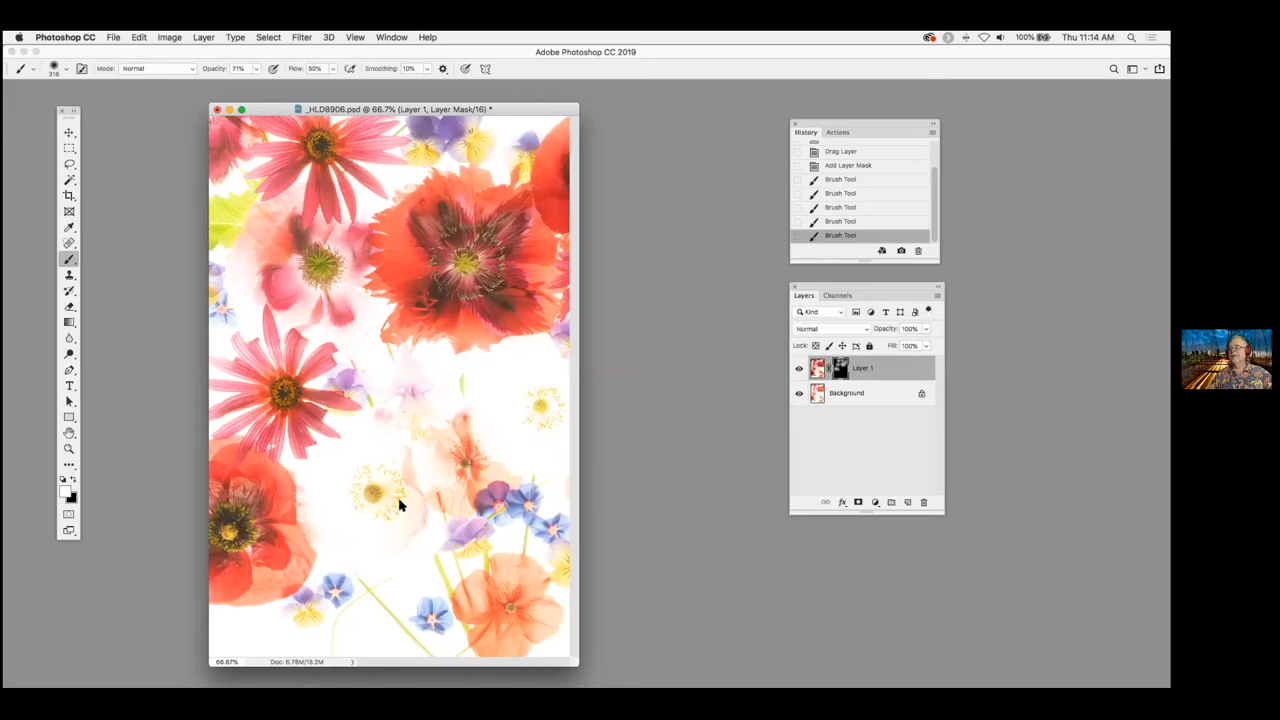 Photoshop CC File Edit Image Layer Type Select Filter 3D View Window Help 100% Thu 11:14 AM
Adobe Photoshop CC 2019
316 Mode: Normal Opacity: 71% Flow: 50% Smoothing: 10%
_HLD8906.psd @ 66.7% (Layer 1, Layer Mask/16) *
History Actions
Drag Layer
Add Layer Mask
Brush Tool
Brush Tool
Brush Tool
Brush Tool
Brush Tool
Layers Channels
Kind
Normal Opacity: 100%
Lock: Fill: 100%
Layer 1
Background
66.67% Doc: 6.78M/15.2M